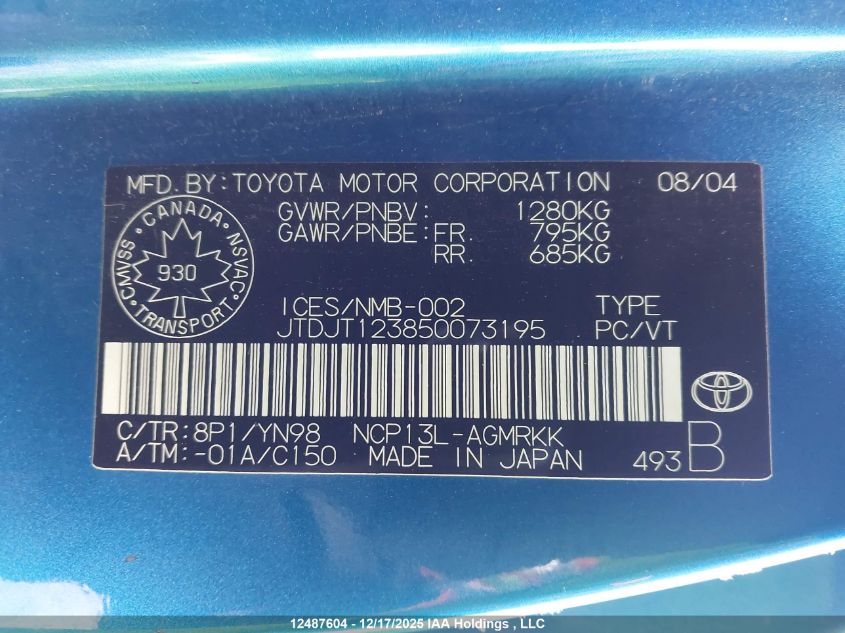 MFD.BY:TOYOTA MOTOR CORPORATION 08/04
GVWR/PNBV: 1280KG
GAWR/PNBE:FR. 795KG
RR. 685KG
CANADA
CMVSS
930
NSVAC
TRANSPORT
ICES/NMB-002 TYPE
JTDJT123850073195 PC/VT
C/TR:8P1/YN98 NCP13L-AGMRKK
A/TM:-01A/C150 MADE IN JAPAN 493 B
12487604 - 12/17/2025 IAA Holdings , LLC